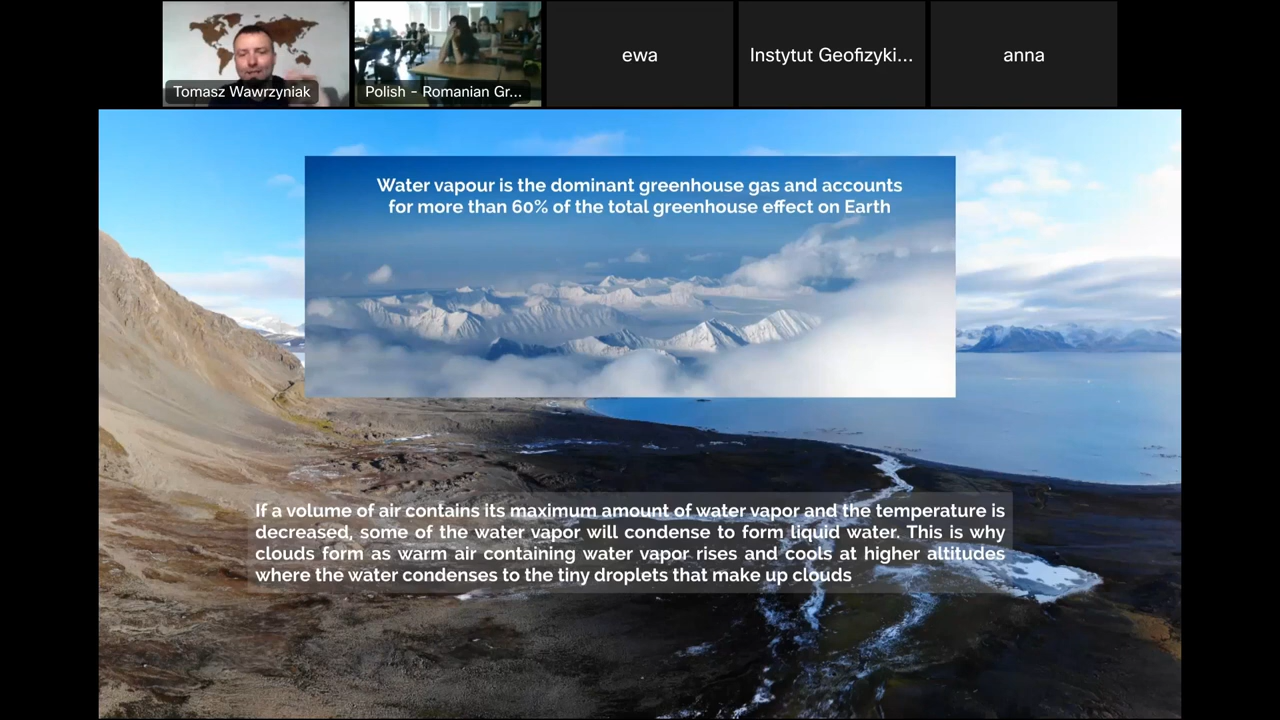 Tomasz Wawrzyniak
Polish - Romanian Gr...
ewa
Instytut Geofizyki...
anna
Water vapour is the dominant greenhouse gas and accounts
for more than 60% of the total greenhouse effect on Earth
If a volume of air contains its maximum amount of water vapor and the temperature is
decreased, some of the water vapor will condense to form liquid water. This is why
clouds form as warm air containing water vapor rises and cools at higher altitudes
where the water condenses to the tiny droplets that make up clouds